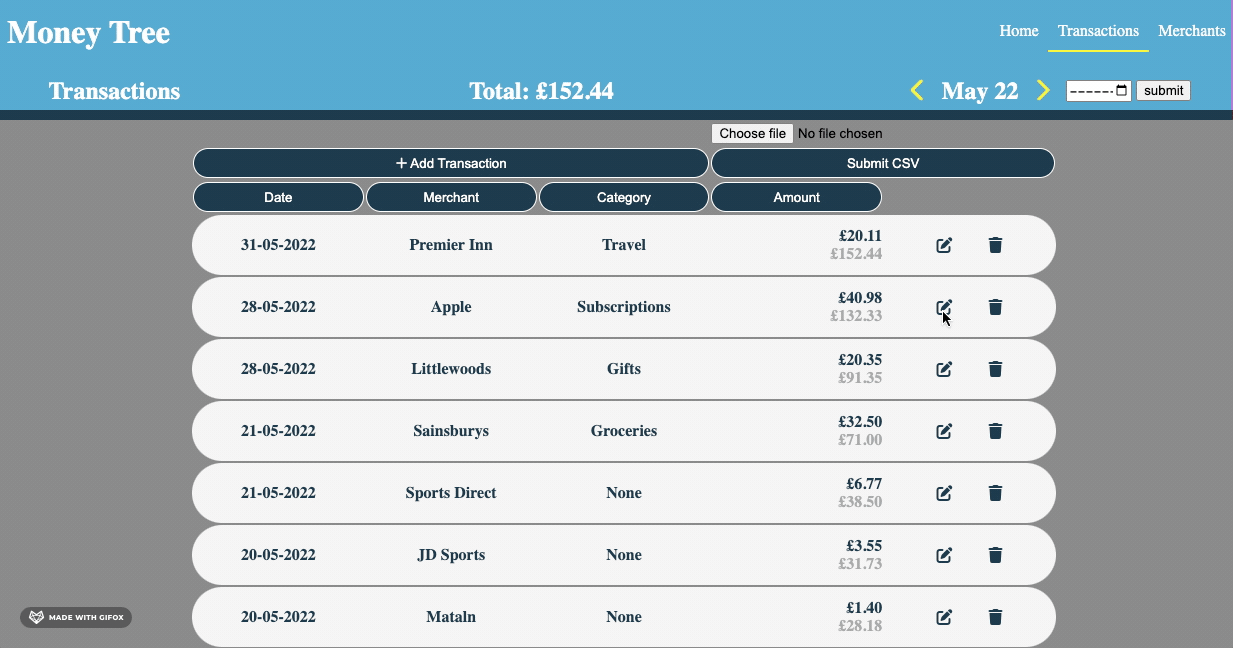 Money Tree
Home Transactions Merchants
Transactions Total: £152.44 May 22 ------- submit
Choose file No file chosen
+ Add Transaction Submit CSV
Date Merchant Category Amount
31-05-2022 Premier Inn Travel £20.11
£152.44
28-05-2022 Apple Subscriptions £40.98
£132.33
28-05-2022 Littlewoods Gifts £20.35
£91.35
21-05-2022 Sainsburys Groceries £32.50
£71.00
21-05-2022 Sports Direct None £6.77
£38.50
20-05-2022 JD Sports None £3.55
£31.73
20-05-2022 Mataln None £1.40
£28.18
MADE WITH GIFOX